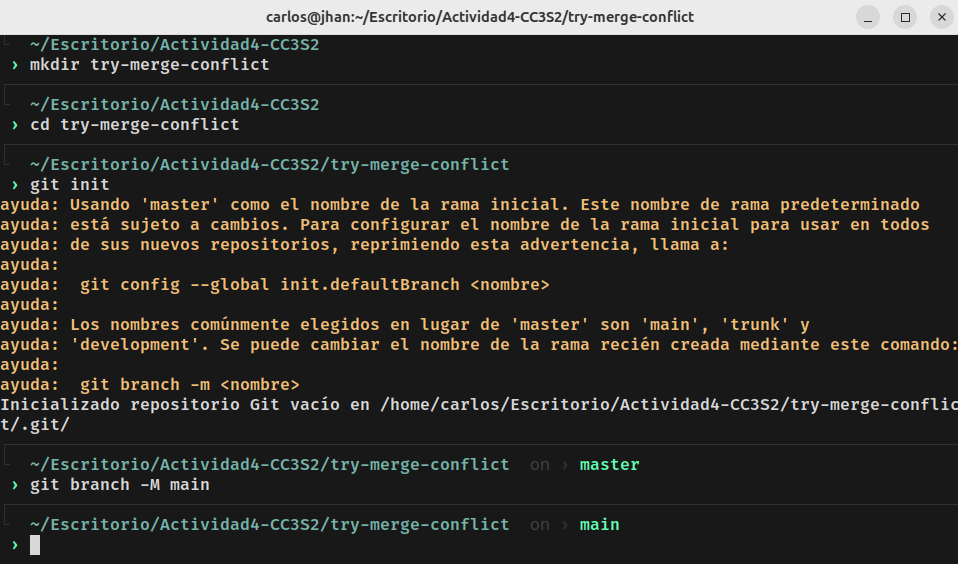 carlos@jhan:~/Escritorio/Actividad4-CC3S2/try-merge-conflict
~/Escritorio/Actividad4-CC3S2
› mkdir try-merge-conflict
~/Escritorio/Actividad4-CC3S2
› cd try-merge-conflict
~/Escritorio/Actividad4-CC3S2/try-merge-conflict
› git init
ayuda: Usando 'master' como el nombre de la rama inicial. Este nombre de rama predeterminado
ayuda: está sujeto a cambios. Para configurar el nombre de la rama inicial para usar en todos
ayuda: de sus nuevos repositorios, reprimiendo esta advertencia, llama a:
ayuda:
ayuda:  git config --global init.defaultBranch <nombre>
ayuda:
ayuda: Los nombres comúnmente elegidos en lugar de 'master' son 'main', 'trunk' y
ayuda: 'development'. Se puede cambiar el nombre de la rama recién creada mediante este comando:
ayuda:
ayuda:  git branch -m <nombre>
Inicializado repositorio Git vacío en /home/carlos/Escritorio/Actividad4-CC3S2/try-merge-conflic
t/.git/
~/Escritorio/Actividad4-CC3S2/try-merge-conflict on › master
› git branch -M main
~/Escritorio/Actividad4-CC3S2/try-merge-conflict on › main
›